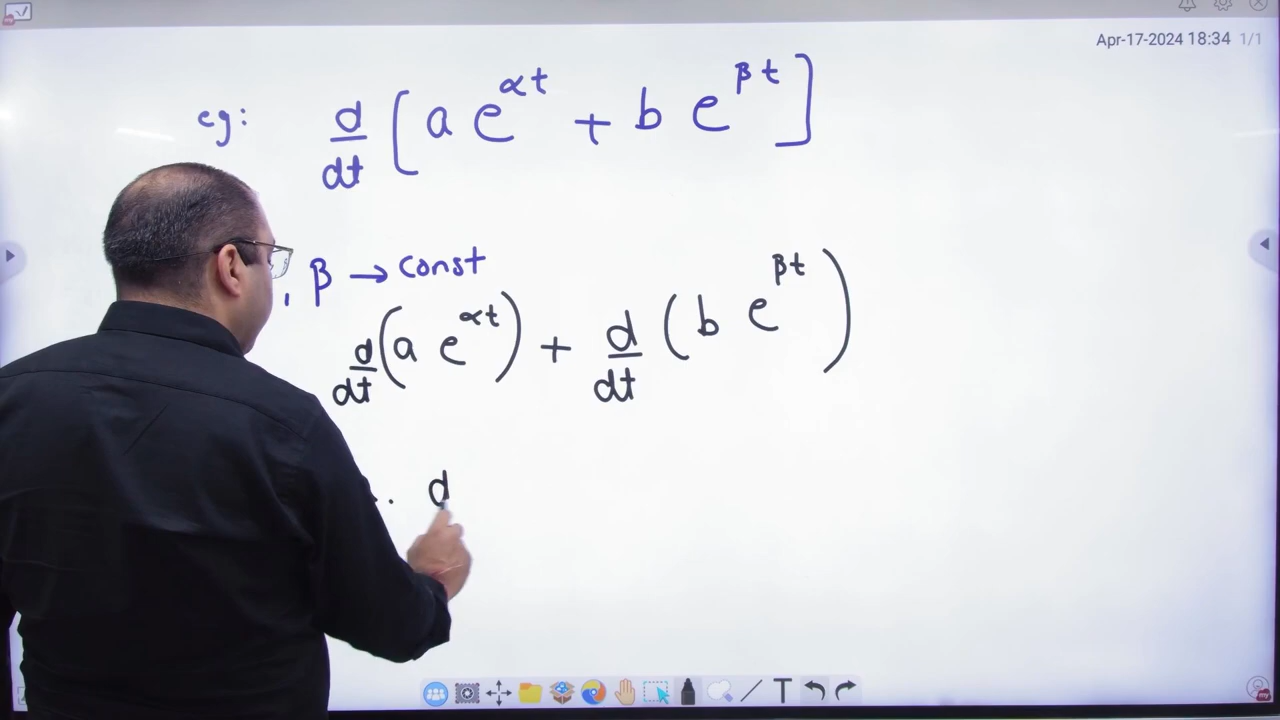 Apr-17-2024 18:34 1/1
eg: d/dt [a e^αt + b e^βt]
, β → const
d/dt (a e^αt) + d/dt (b e^βt)
. d
T